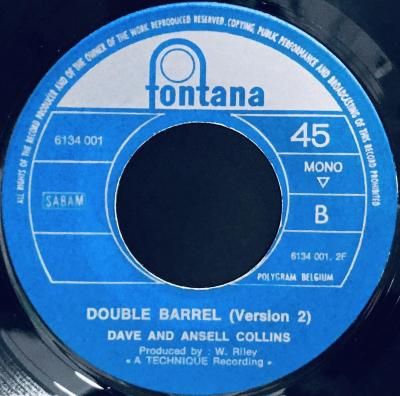 ALL RIGHTS OF THE RECORD PRODUCER AND OF THE OWNER OF THE WORK REPRODUCED RESERVED. COPYING, PUBLIC PERFORMANCE AND BROADCASTING OF THIS RECORD PROHIBITED
fontana
6134 001
45
MONO
SABAM
B
6134 001. 2F
POLYGRAM BELGIUM
DOUBLE BARREL (Version 2)
DAVE AND ANSELL COLLINS
Produced by : W. Riley
« A TECHNIQUE Recording »